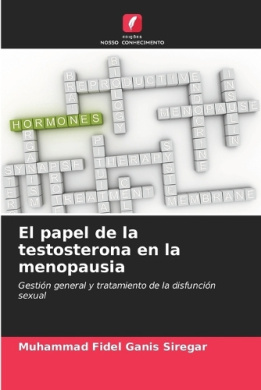 edições
NOSSO CONHECIMENTO
HORMONES
El papel de la
testosterona en la
menopausia
Gestión general y tratamiento de la disfunción
sexual
Muhammad Fidel Ganis Siregar